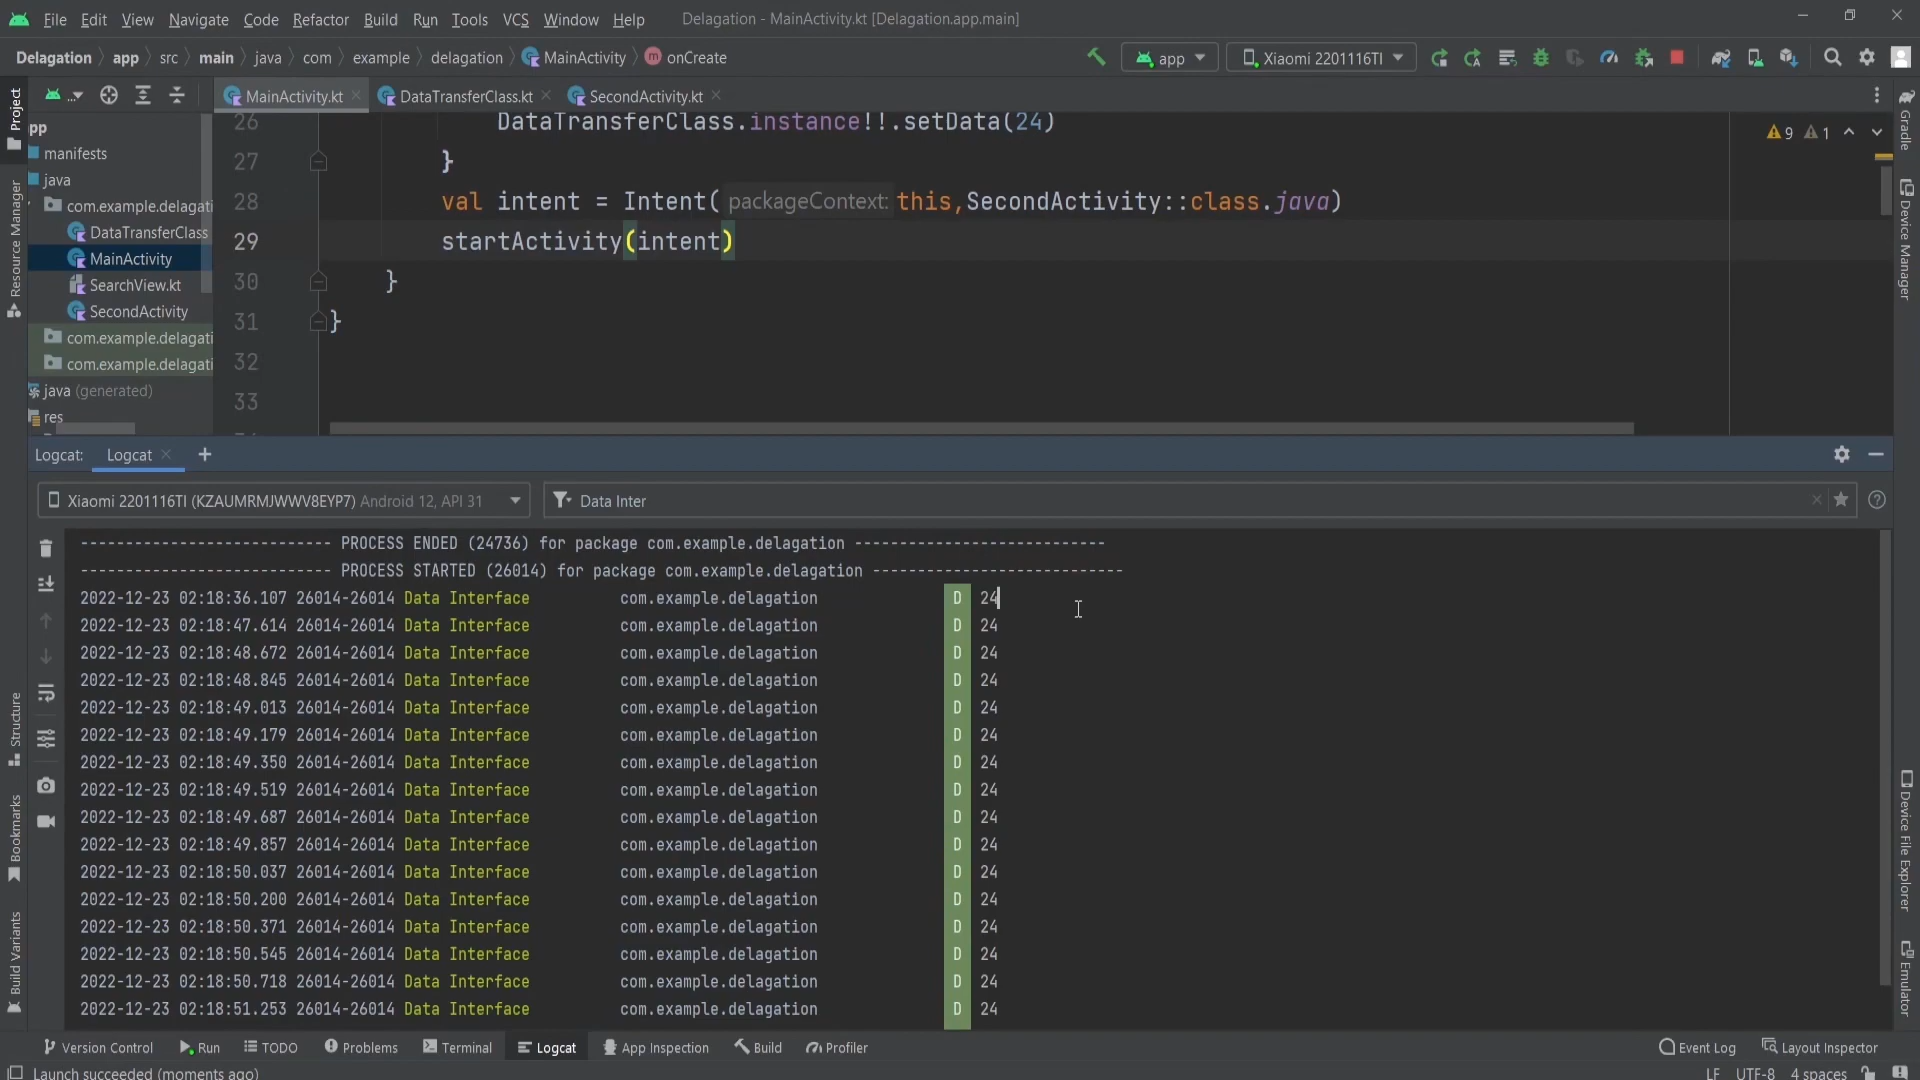 File Edit View Navigate Code Refactor Build Run Tools VCS Window Help Delagation - MainActivity.kt [Delagation.app.main]
Delagation app src main java com example delagation MainActivity onCreate app Xiaomi 2201116TI
... MainActivity.kt DataTransferClass.kt SecondActivity.kt
Project
Resource Manager
Structure
Bookmarks
Build Variants
pp
manifests
java
com.example.delagati
DataTransferClass
MainActivity
SearchView.kt
SecondActivity
com.example.delagati
com.example.delagati
java (generated)
res
26 DataTransferClass.instance!!.setData(24)
27 }
28 val intent = Intent( packageContext: this,SecondActivity::class.java)
29 startActivity(intent)
30 }
31 }
32
33
9 1
Gradle
Device Manager
Device File Explorer
Emulator
Logcat: Logcat +
Xiaomi 2201116TI (KZAUMRMJWWV8EYP7) Android 12, API 31 Data Inter
---------------------------- PROCESS ENDED (24736) for package com.example.delagation ----------------------------
---------------------------- PROCESS STARTED (26014) for package com.example.delagation ----------------------------
2022-12-23 02:18:36.107 26014-26014 Data Interface com.example.delagation D 24
2022-12-23 02:18:47.614 26014-26014 Data Interface com.example.delagation D 24
2022-12-23 02:18:48.672 26014-26014 Data Interface com.example.delagation D 24
2022-12-23 02:18:48.845 26014-26014 Data Interface com.example.delagation D 24
2022-12-23 02:18:49.013 26014-26014 Data Interface com.example.delagation D 24
2022-12-23 02:18:49.179 26014-26014 Data Interface com.example.delagation D 24
2022-12-23 02:18:49.350 26014-26014 Data Interface com.example.delagation D 24
2022-12-23 02:18:49.519 26014-26014 Data Interface com.example.delagation D 24
2022-12-23 02:18:49.687 26014-26014 Data Interface com.example.delagation D 24
2022-12-23 02:18:49.857 26014-26014 Data Interface com.example.delagation D 24
2022-12-23 02:18:50.037 26014-26014 Data Interface com.example.delagation D 24
2022-12-23 02:18:50.200 26014-26014 Data Interface com.example.delagation D 24
2022-12-23 02:18:50.371 26014-26014 Data Interface com.example.delagation D 24
2022-12-23 02:18:50.545 26014-26014 Data Interface com.example.delagation D 24
2022-12-23 02:18:50.718 26014-26014 Data Interface com.example.delagation D 24
2022-12-23 02:18:51.253 26014-26014 Data Interface com.example.delagation D 24
Version Control Run TODO Problems Terminal Logcat App Inspection Build Profiler Event Log Layout Inspector
Launch succeeded (moments ago) LF UTF-8 4 spaces